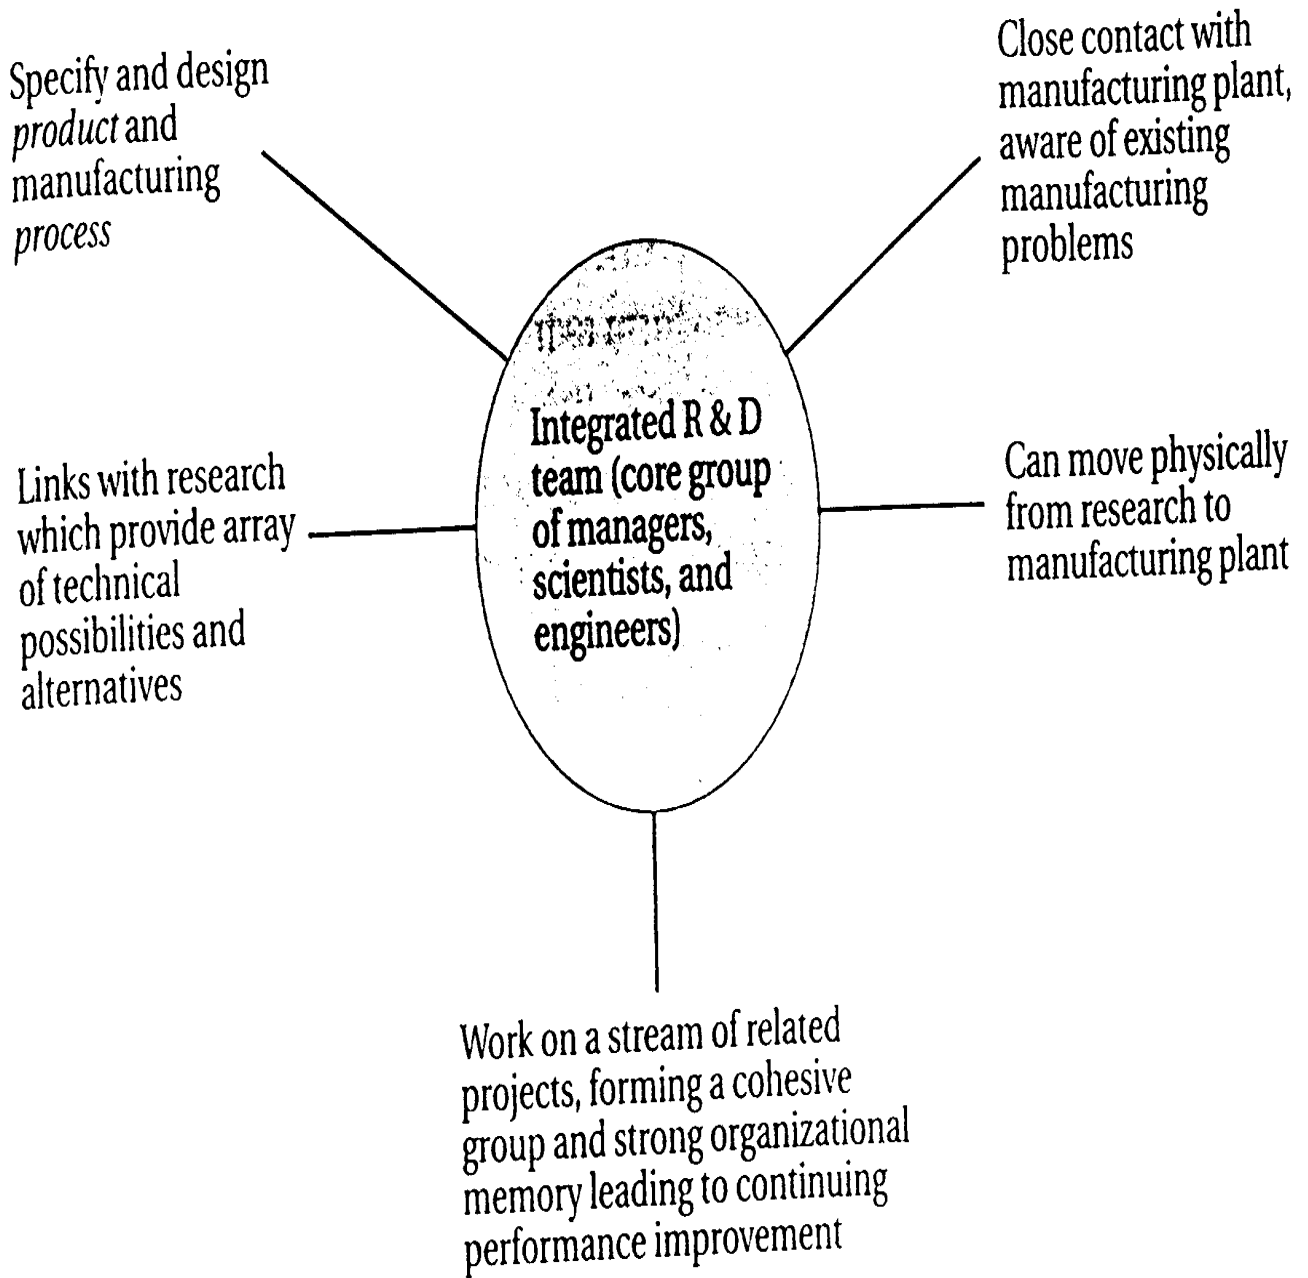 Specify and design
product and
manufacturing
process
Close contact with
manufacturing plant,
aware of existing
manufacturing
problems
Integrated R & D
team (core group
of managers,
scientists, and
engineers)
Links with research
which provide array
of technical
possibilities and
alternatives
Can move physically
from research to
manufacturing plant
Work on a stream of related
projects, forming a cohesive
group and strong organizational
memory leading to continuing
performance improvement